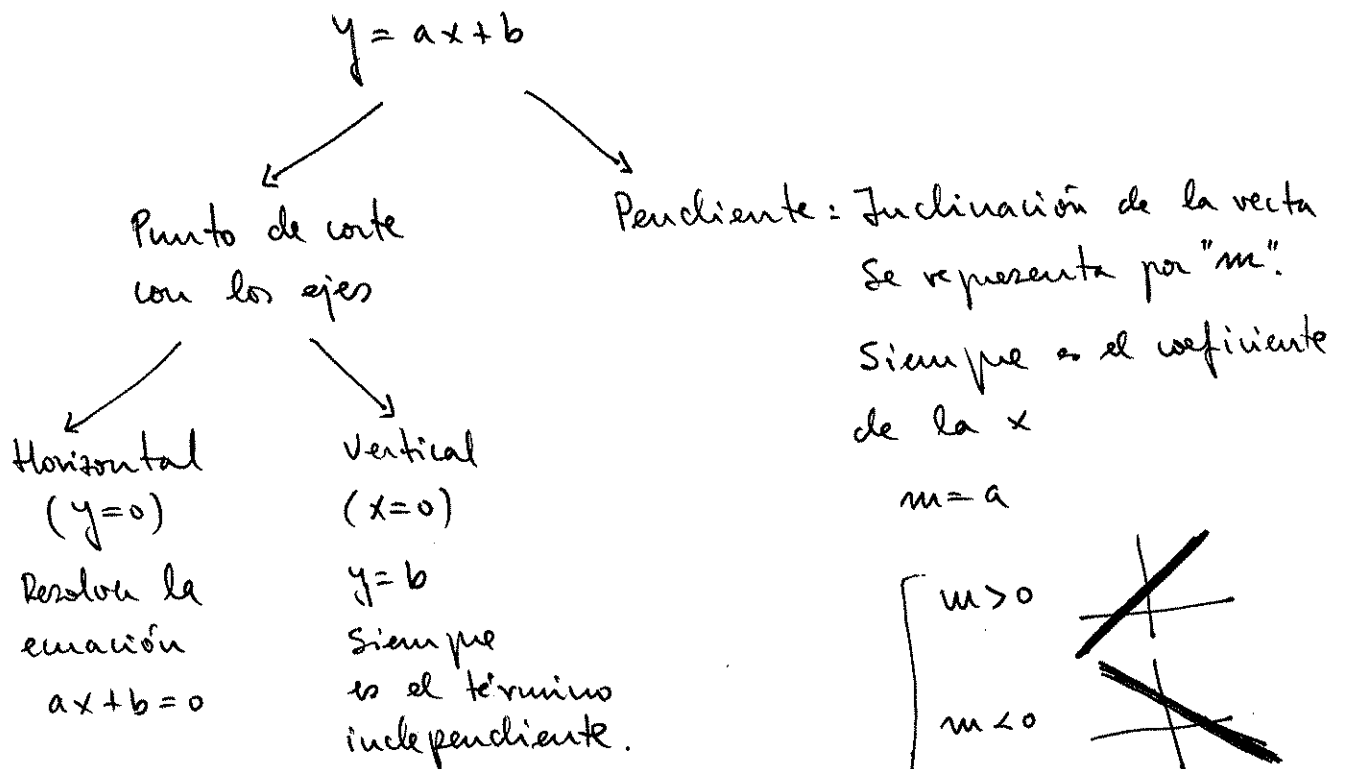 y = ax + b
Punto de corte
con los ejes
Horizontal
(y=0)
Resolver la
ecuación
ax + b = 0
Vertical
(x=0)
y = b
Siempre
es el término
independiente.
Pendiente: Inclinación de la recta
Se representa por "m".
Siempre es el coeficiente
de la x
m = a
m > 0
m < 0